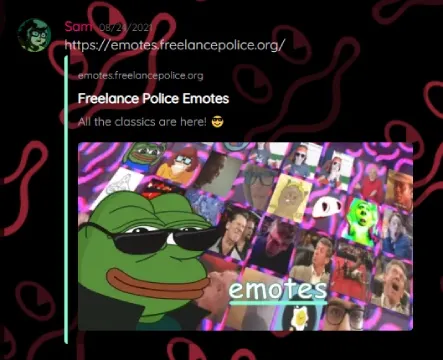 Sam 08/24/2021
https://emotes.freelancepolice.org/
emotes.freelancepolice.org
Freelance Police Emotes
All the classics are here! 😎
emotes